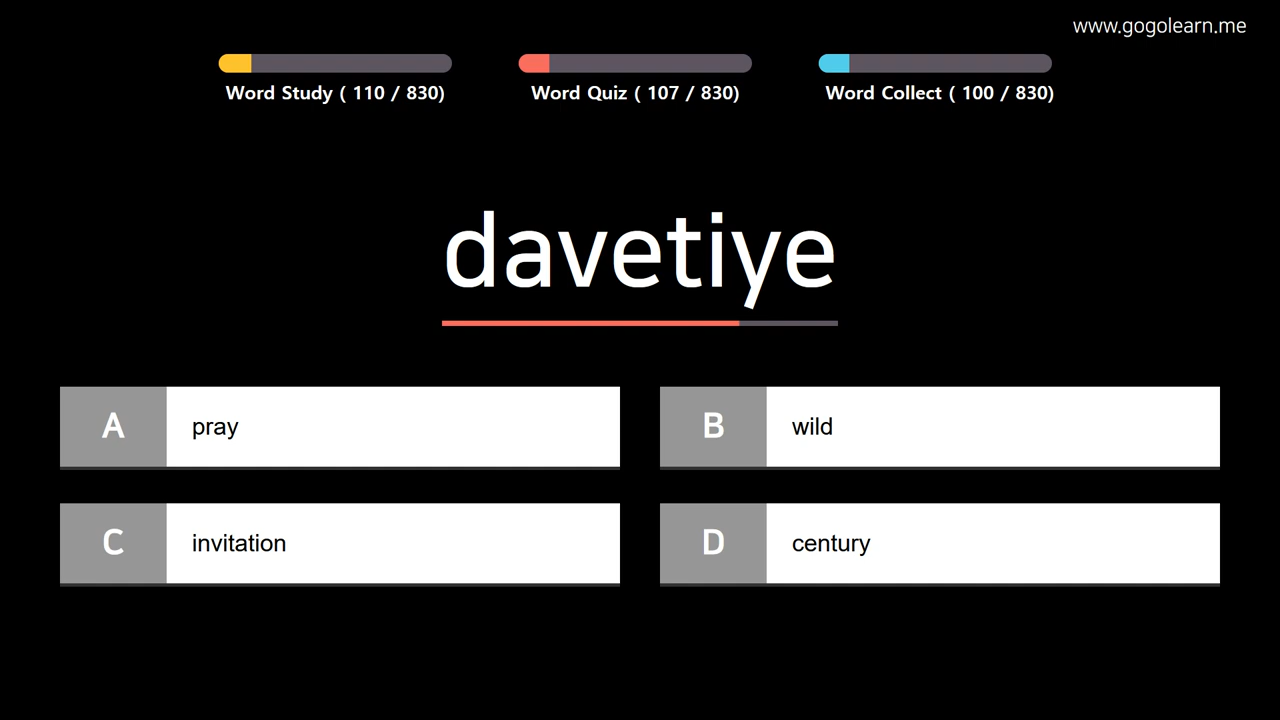 www.gogolearn.me
Word Study ( 110 / 830)
Word Quiz ( 107 / 830)
Word Collect ( 100 / 830)
davetiye
A pray
B wild
C invitation
D century